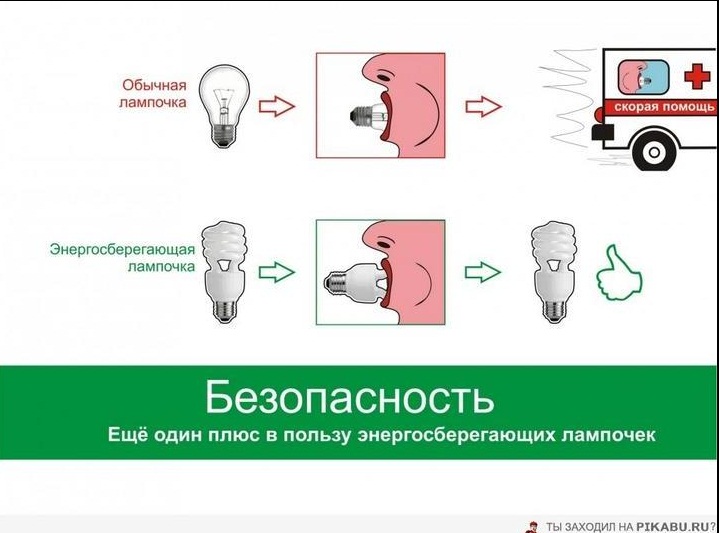 Обычная
лампочка
скорая помощь
Энергосберегающая
лампочка
Безопасность
Ещё один плюс в пользу энергосберегающих лампочек
ТЫ ЗАХОДИЛ НА PIKABU.RU?